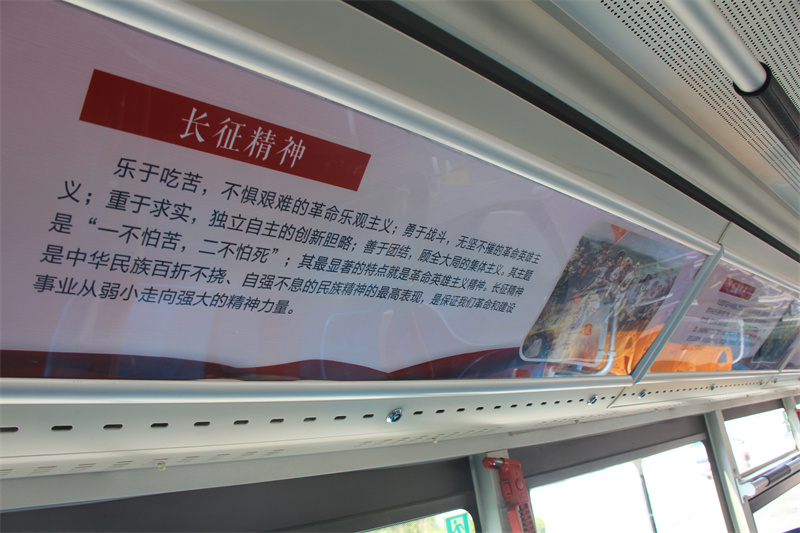 长征精神
乐于吃苦，不惧艰难的革命乐观主义；勇于战斗，无坚不摧的革命英雄主
义；重于求实，独立自主的创新胆略；善于团结，顾全大局的集体主义，其主题
是“一不怕苦，二不怕死”；其最显著的特点就是革命英雄主义精神。长征精神
是中华民族百折不挠、自强不息的民族精神的最高表现，是保证我们革命和建设
事业从弱小走向强大的精神力量。